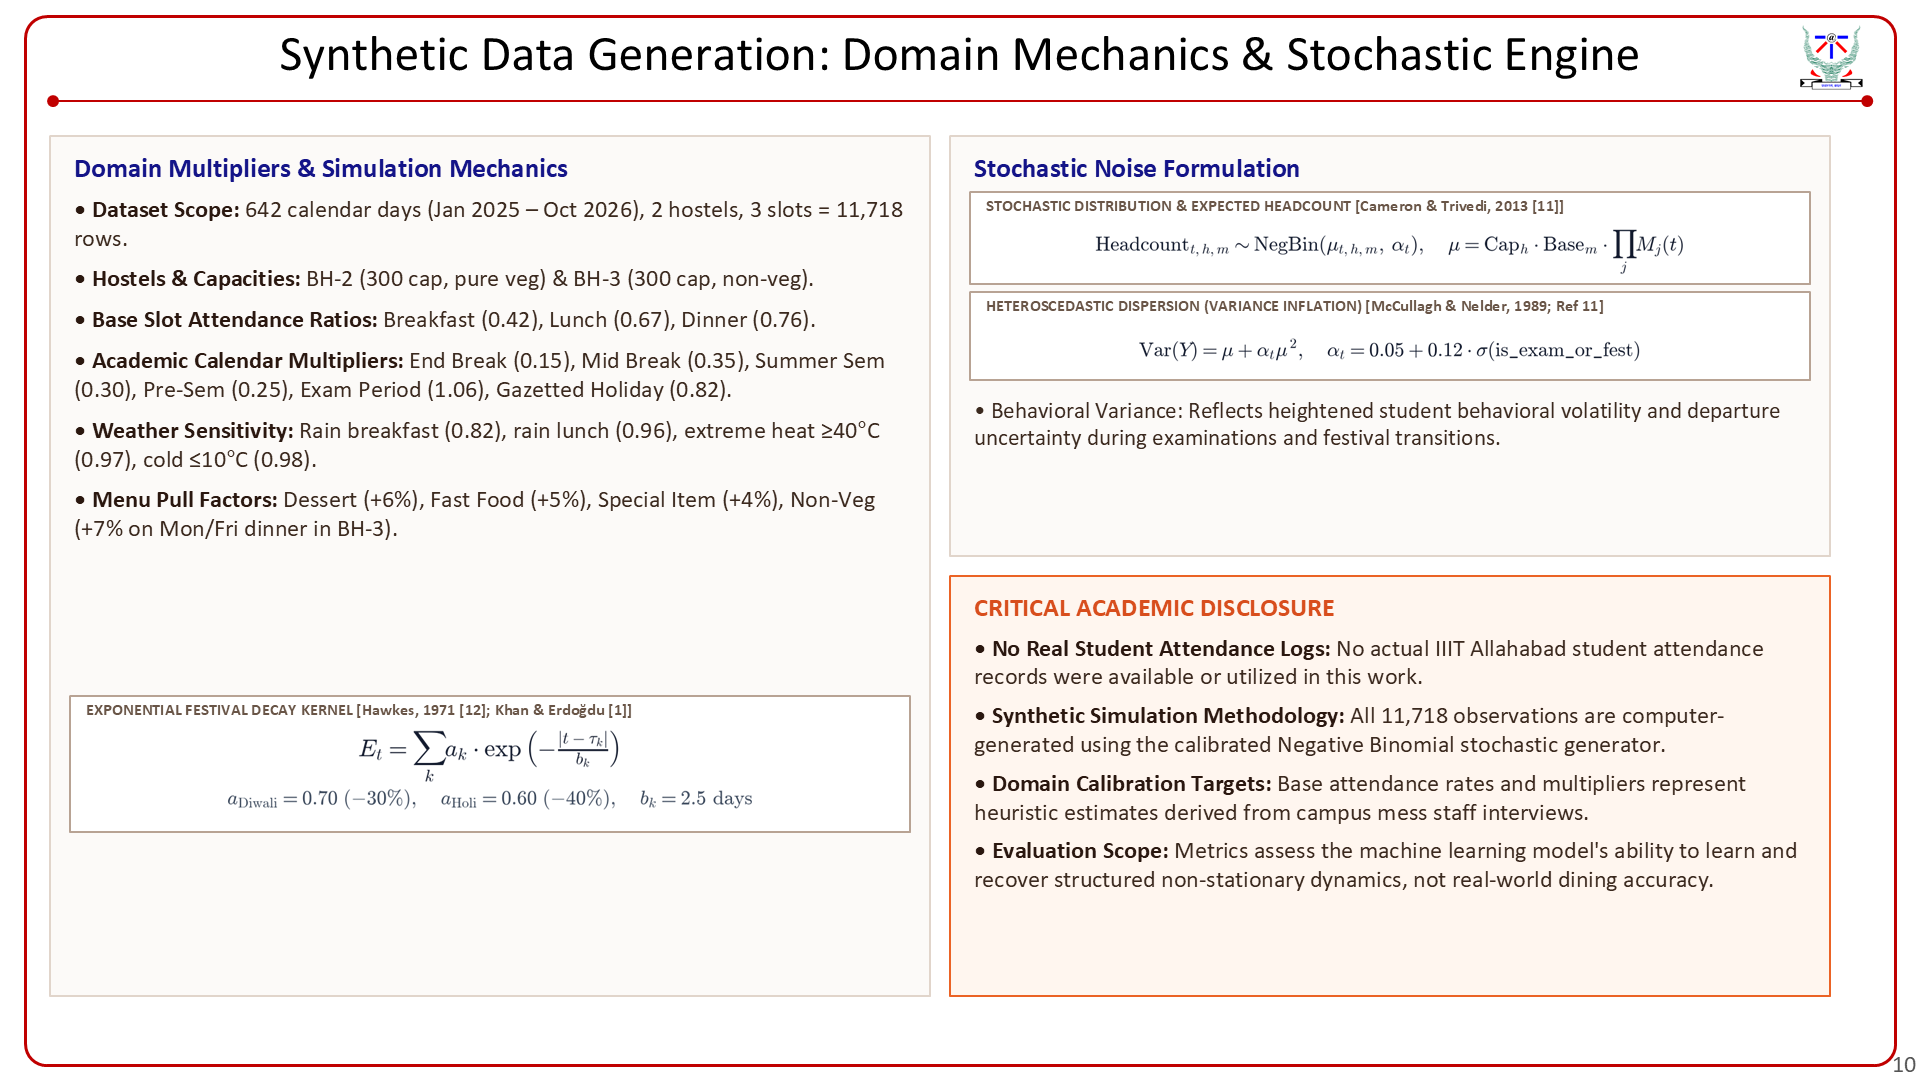 Synthetic Data Generation: Domain Mechanics & Stochastic Engine
Domain Multipliers & Simulation Mechanics
• Dataset Scope: 642 calendar days (Jan 2025 – Oct 2026), 2 hostels, 3 slots = 11,718
rows.
• Hostels & Capacities: BH-2 (300 cap, pure veg) & BH-3 (300 cap, non-veg).
• Base Slot Attendance Ratios: Breakfast (0.42), Lunch (0.67), Dinner (0.76).
• Academic Calendar Multipliers: End Break (0.15), Mid Break (0.35), Summer Sem
(0.30), Pre-Sem (0.25), Exam Period (1.06), Gazetted Holiday (0.82).
• Weather Sensitivity: Rain breakfast (0.82), rain lunch (0.96), extreme heat ≥40°C
(0.97), cold ≤10°C (0.98).
• Menu Pull Factors: Dessert (+6%), Fast Food (+5%), Special Item (+4%), Non-Veg
(+7% on Mon/Fri dinner in BH-3).
EXPONENTIAL FESTIVAL DECAY KERNEL [Hawkes, 1971 [12]; Khan & Erdoğdu [1]]
E_t = ∑_k a_k · exp (−|t − τ_k| / b_k)
a_Diwali = 0.70 (−30%), a_Holi = 0.60 (−40%), b_k = 2.5 days
Stochastic Noise Formulation
STOCHASTIC DISTRIBUTION & EXPECTED HEADCOUNT [Cameron & Trivedi, 2013 [11]]
Headcount_{t, h, m} ∼ NegBin(μ_{t, h, m}, α_t), μ = Cap_h · Base_m · ∏_j M_j(t)
HETEROSCEDASTIC DISPERSION (VARIANCE INFLATION) [McCullagh & Nelder, 1989; Ref 11]
Var(Y) = μ + α_t μ², α_t = 0.05 + 0.12 · σ(is_exam_or_fest)
• Behavioral Variance: Reflects heightened student behavioral volatility and departure
uncertainty during examinations and festival transitions.
CRITICAL ACADEMIC DISCLOSURE
• No Real Student Attendance Logs: No actual IIIT Allahabad student attendance
records were available or utilized in this work.
• Synthetic Simulation Methodology: All 11,718 observations are computer-
generated using the calibrated Negative Binomial stochastic generator.
• Domain Calibration Targets: Base attendance rates and multipliers represent
heuristic estimates derived from campus mess staff interviews.
• Evaluation Scope: Metrics assess the machine learning model's ability to learn and
recover structured non-stationary dynamics, not real-world dining accuracy.
10